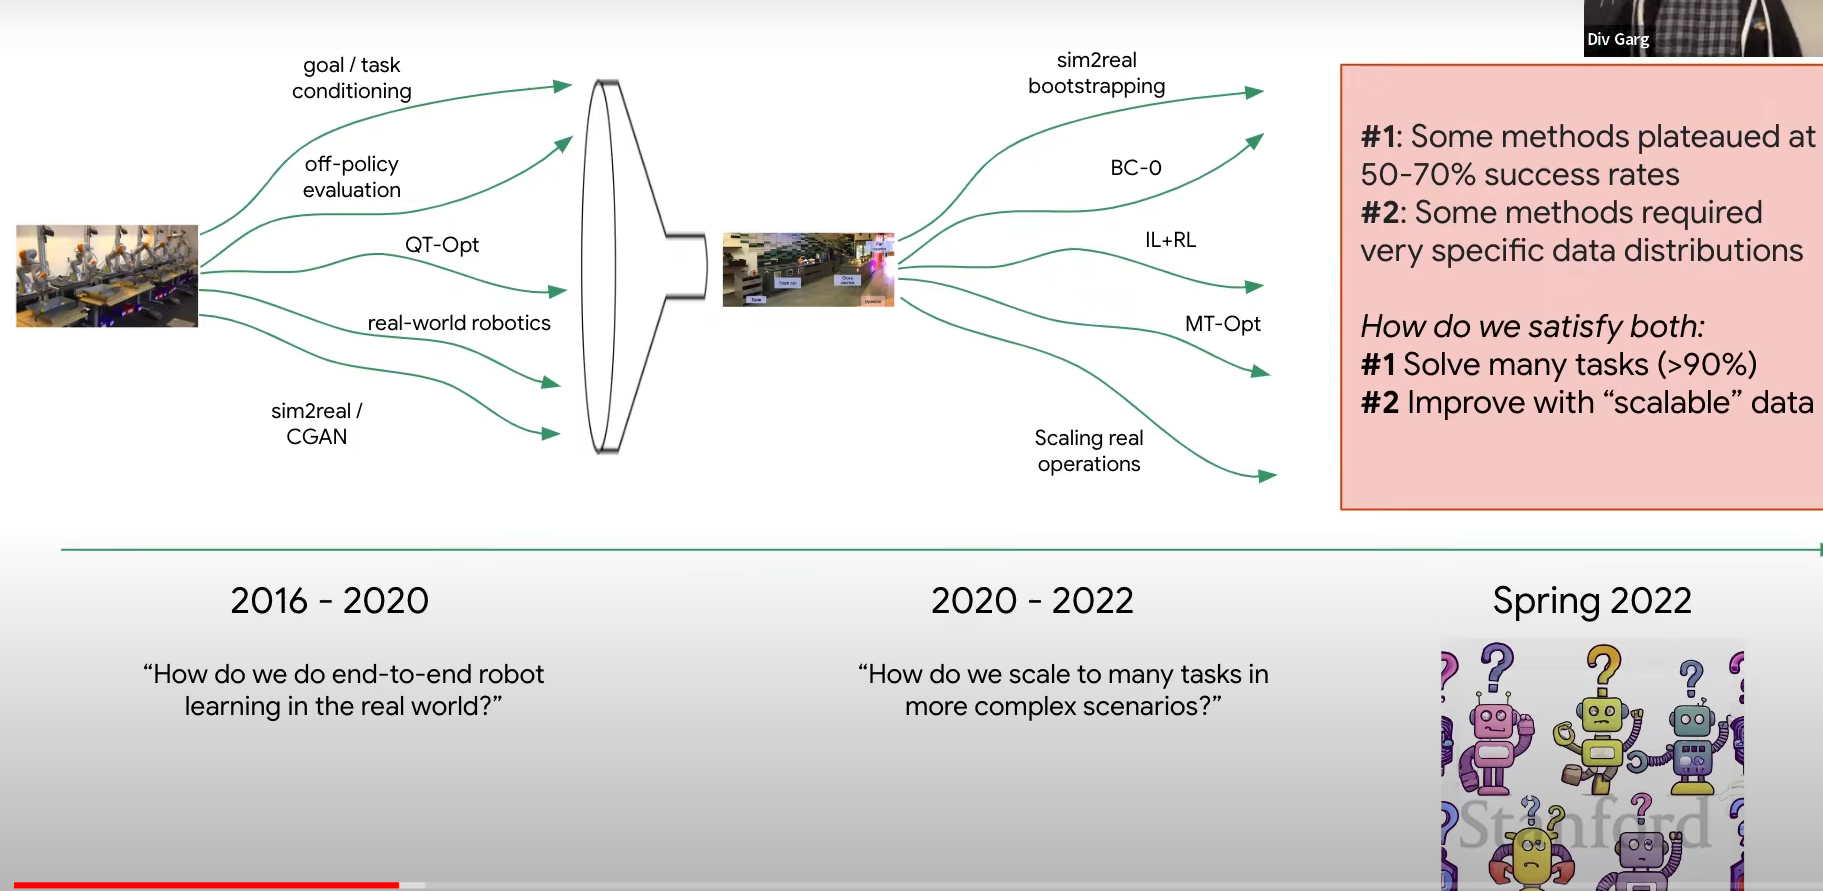 Div Garg
goal / task
conditioning
off-policy
evaluation
QT-Opt
real-world robotics
sim2real /
CGAN
sim2real
bootstrapping
BC-0
IL+RL
MT-Opt
Scaling real
operations
#1: Some methods plateaued at
50-70% success rates
#2: Some methods required
very specific data distributions
How do we satisfy both:
#1 Solve many tasks (>90%)
#2 Improve with “scalable” data
2016 - 2020
2020 - 2022
Spring 2022
“How do we do end-to-end robot
learning in the real world?”
“How do we scale to many tasks in
more complex scenarios?”
Stanford